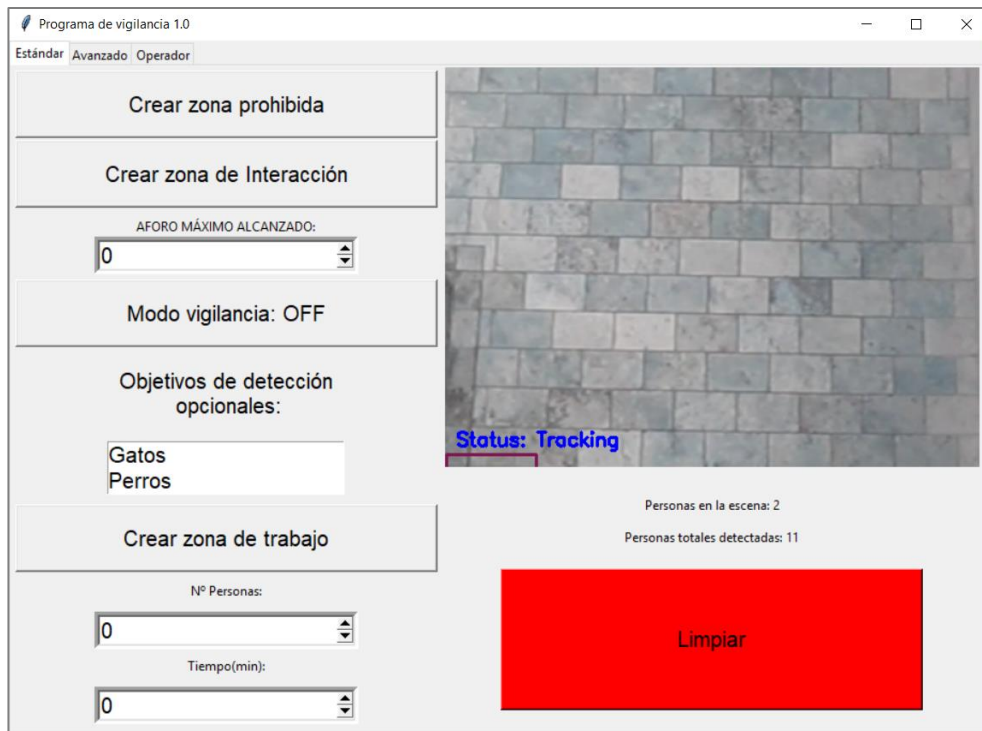 Programa de vigilancia 1.0
Estándar Avanzado Operador
Crear zona prohibida
Crear zona de Interacción
AFORO MÁXIMO ALCANZADO:
0
Modo vigilancia: OFF
Objetivos de detección
opcionales:
Gatos
Perros
Crear zona de trabajo
Nº Personas:
0
Tiempo(min):
0
Status: Tracking
Personas en la escena: 2
Personas totales detectadas: 11
Limpiar